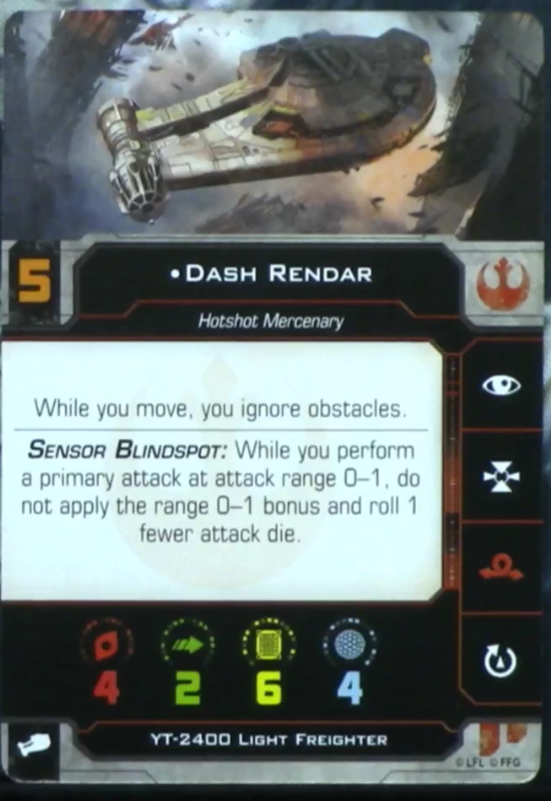 5
•Dash Rendar
Hotshot Mercenary
While you move, you ignore obstacles.
Sensor Blindspot: While you perform
a primary attack at attack range 0–1, do
not apply the range 0–1 bonus and roll 1
fewer attack die.
4 2 6 4
YT-2400 Light Freighter
© LFL © FFG